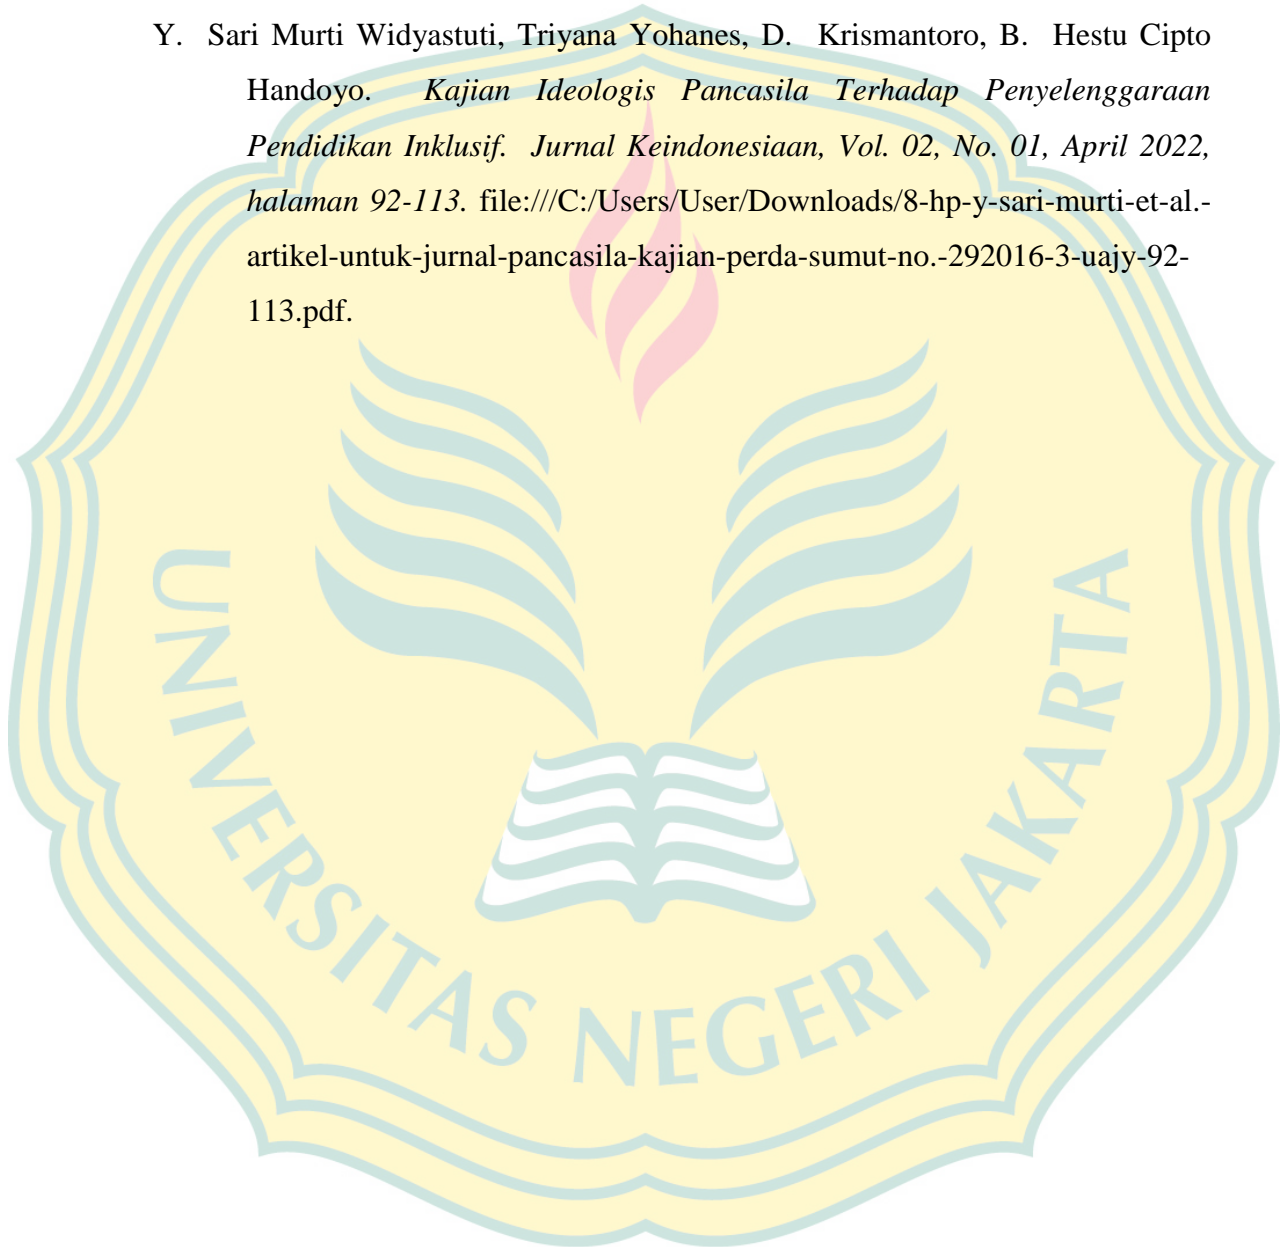 Y. Sari Murti Widyastuti, Triyana Yohanes, D. Krismantoro, B. Hestu Cipto
Handoyo. Kajian Ideologis Pancasila Terhadap Penyelenggaraan
Pendidikan Inklusif. Jurnal Keindonesiaan, Vol. 02, No. 01, April 2022,
halaman 92-113. file:///C:/Users/User/Downloads/8-hp-y-sari-murti-et-al.-
artikel-untuk-jurnal-pancasila-kajian-perda-sumut-no.-292016-3-uajy-92-
113.pdf.
UNIVERSITAS NEGERI JAKARTA